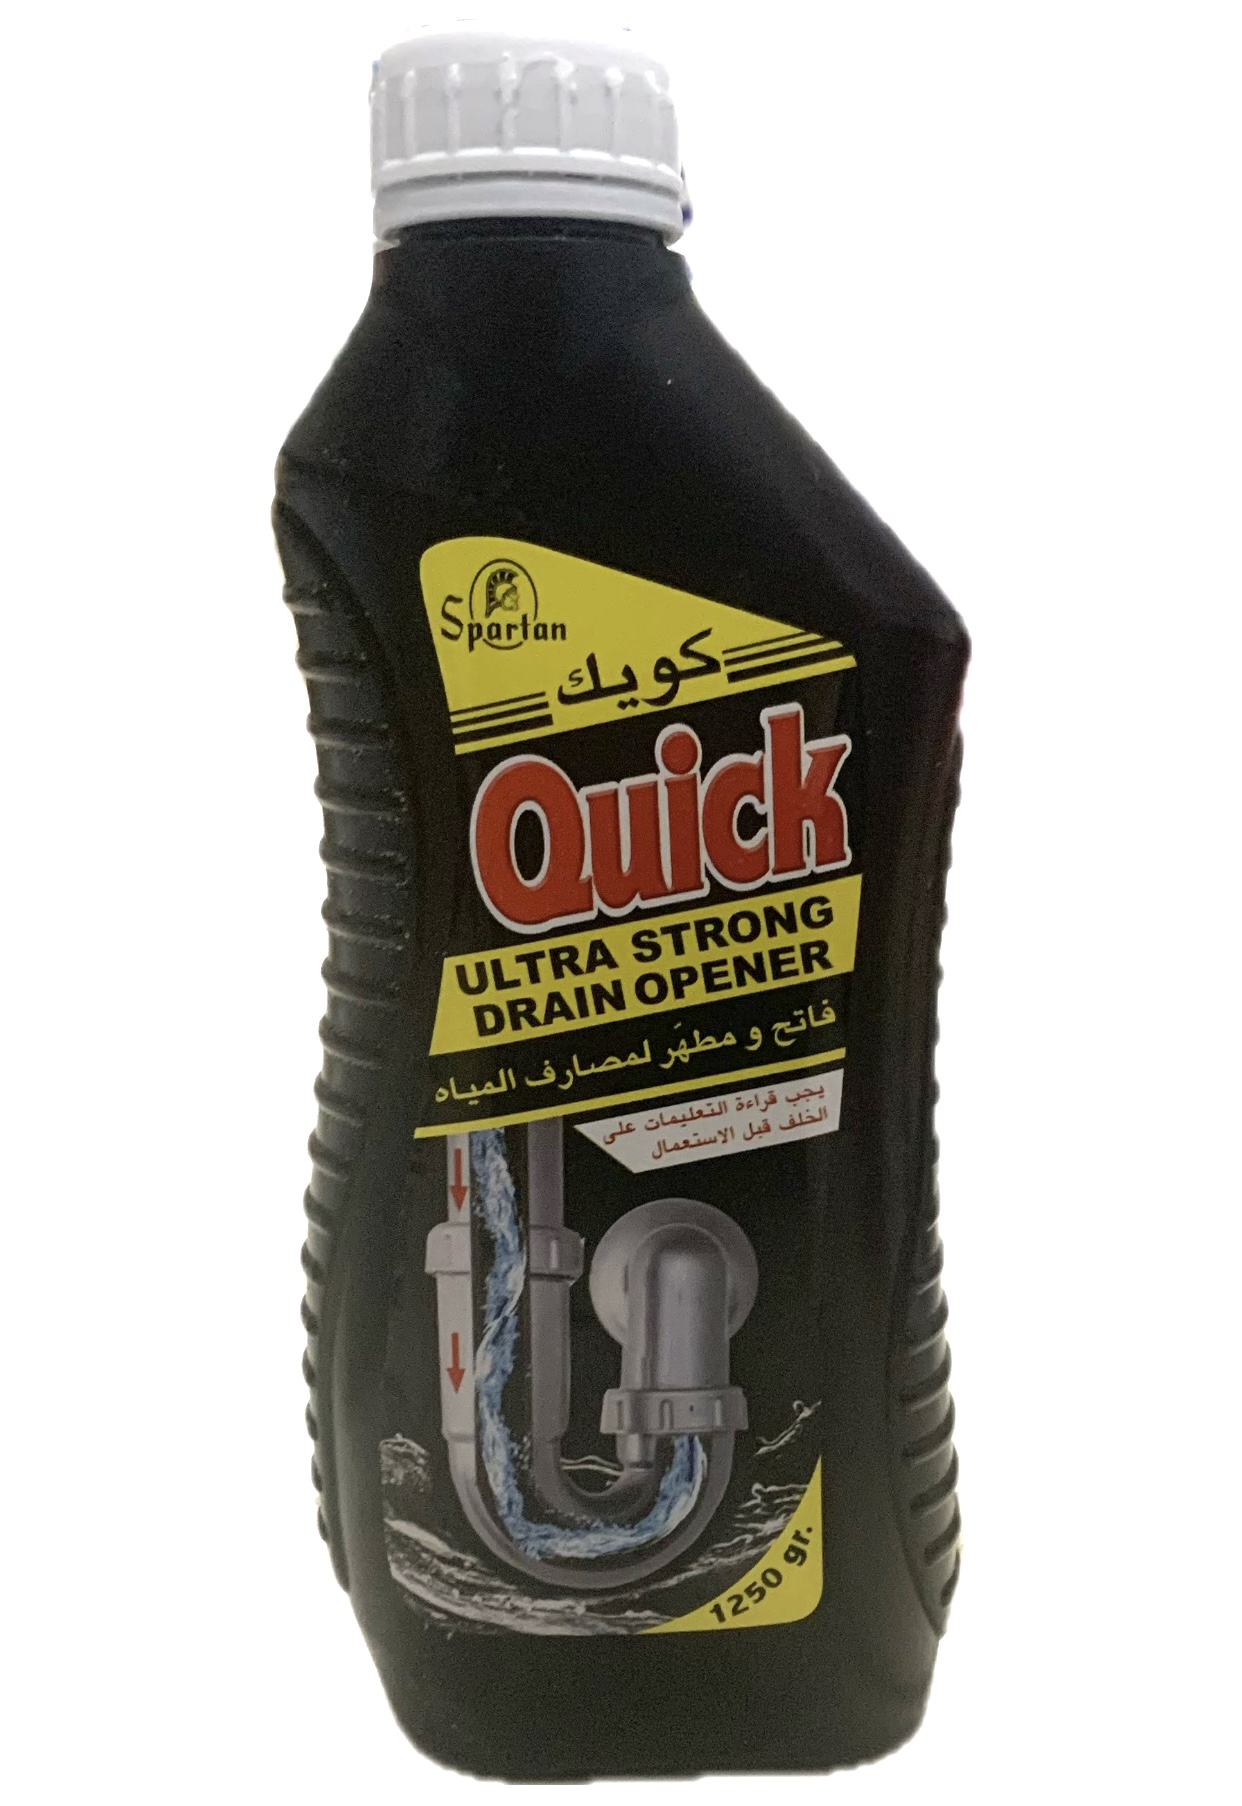 Spartan
كويك
Quick
ULTRA STRONG
DRAIN OPENER
فاتح و مطهّر لمصارف المياه
يجب قراءة التعليمات على
الخلف قبل الاستعمال
1250 gr.